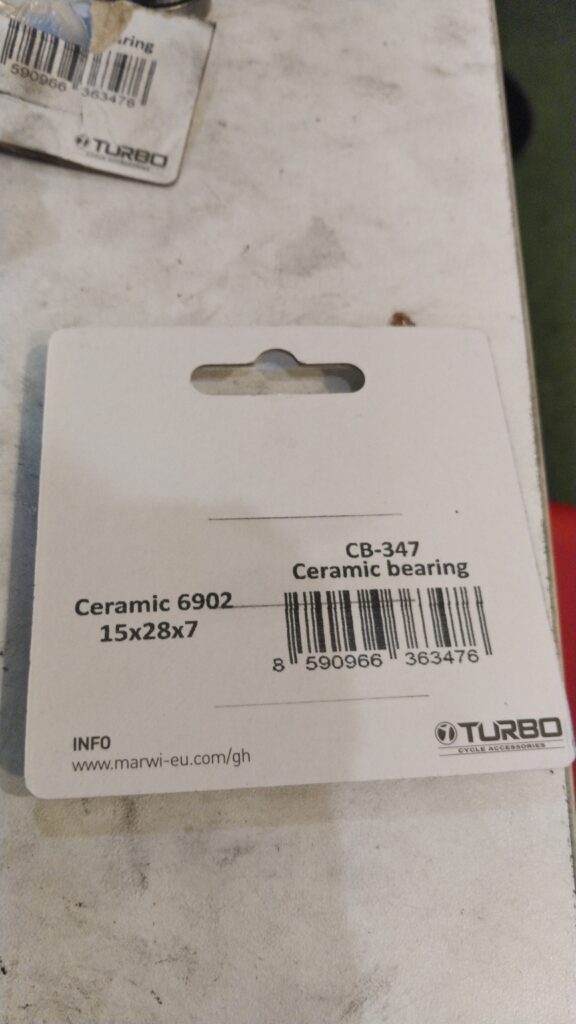 590966 363476
TURBO
CB-347
Ceramic bearing
Ceramic 6902
15x28x7
8 590966 363476
INFO
www.marwi-eu.com/gh
TURBO
CYCLE ACCESSORIES